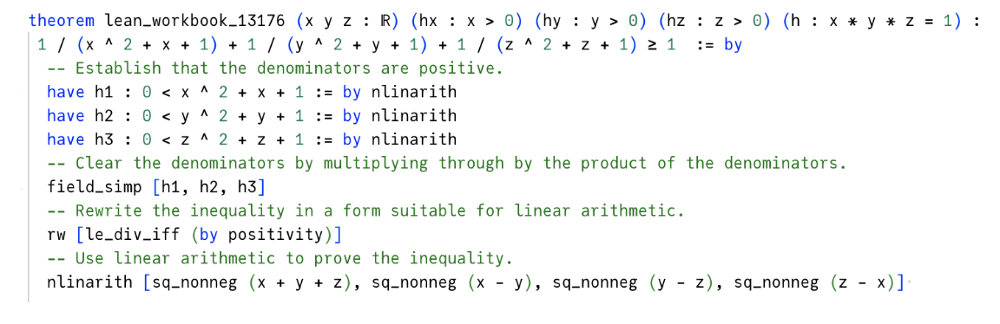 theorem lean_workbook_13176 (x y z : ℝ) (hx : x > 0) (hy : y > 0) (hz : z > 0) (h : x * y * z = 1) :
1 / (x ^ 2 + x + 1) + 1 / (y ^ 2 + y + 1) + 1 / (z ^ 2 + z + 1) ≥ 1 := by
-- Establish that the denominators are positive.
have h1 : 0 < x ^ 2 + x + 1 := by nlinarith
have h2 : 0 < y ^ 2 + y + 1 := by nlinarith
have h3 : 0 < z ^ 2 + z + 1 := by nlinarith
-- Clear the denominators by multiplying through by the product of the denominators.
field_simp [h1, h2, h3]
-- Rewrite the inequality in a form suitable for linear arithmetic.
rw [le_div_iff (by positivity)]
-- Use linear arithmetic to prove the inequality.
nlinarith [sq_nonneg (x + y + z), sq_nonneg (x - y), sq_nonneg (y - z), sq_nonneg (z - x)]